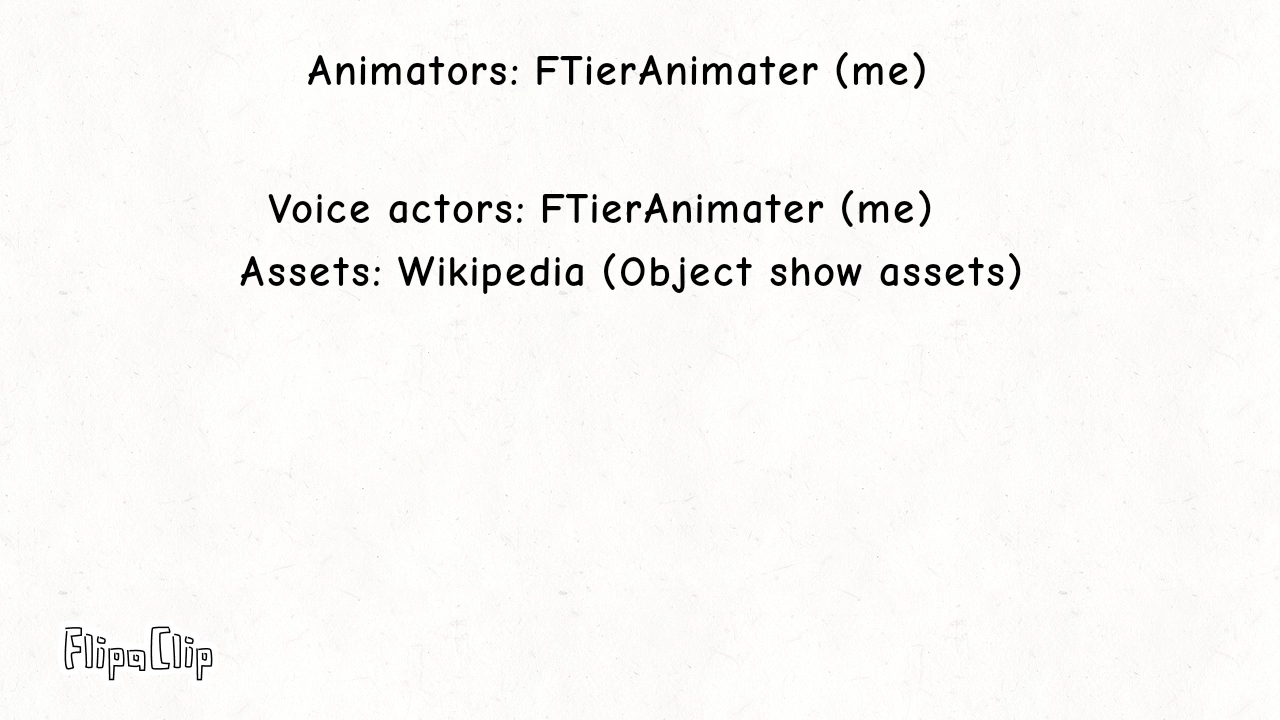 Animators: FTierAnimater (me)
Voice actors: FTierAnimater (me)
Assets: Wikipedia (Object show assets)
FlipaClip